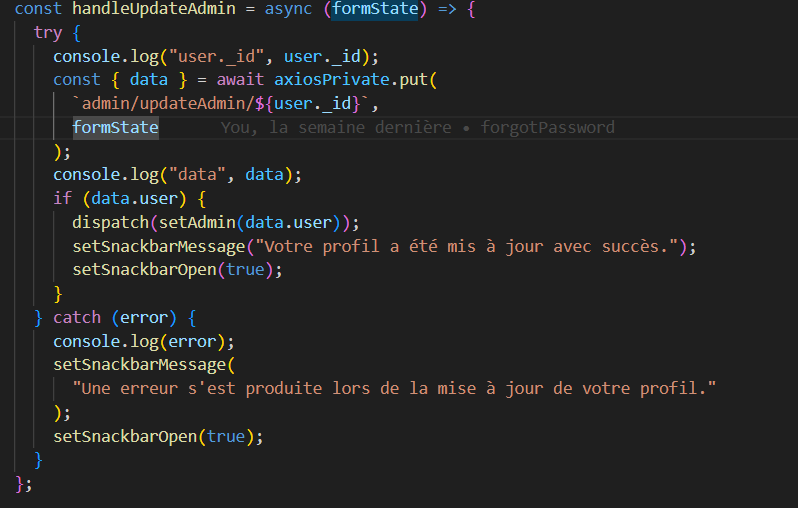 const handleUpdateAdmin = async (formState) => {
try {
console.log("user._id", user._id);
const { data } = await axiosPrivate.put(
`admin/updateAdmin/${user._id}`,
formState You, la semaine dernière • forgotPassword
);
console.log("data", data);
if (data.user) {
dispatch(setAdmin(data.user));
setSnackbarMessage("Votre profil a été mis à jour avec succès.");
setSnackbarOpen(true);
}
} catch (error) {
console.log(error);
setSnackbarMessage(
"Une erreur s'est produite lors de la mise à jour de votre profil."
);
setSnackbarOpen(true);
}
};